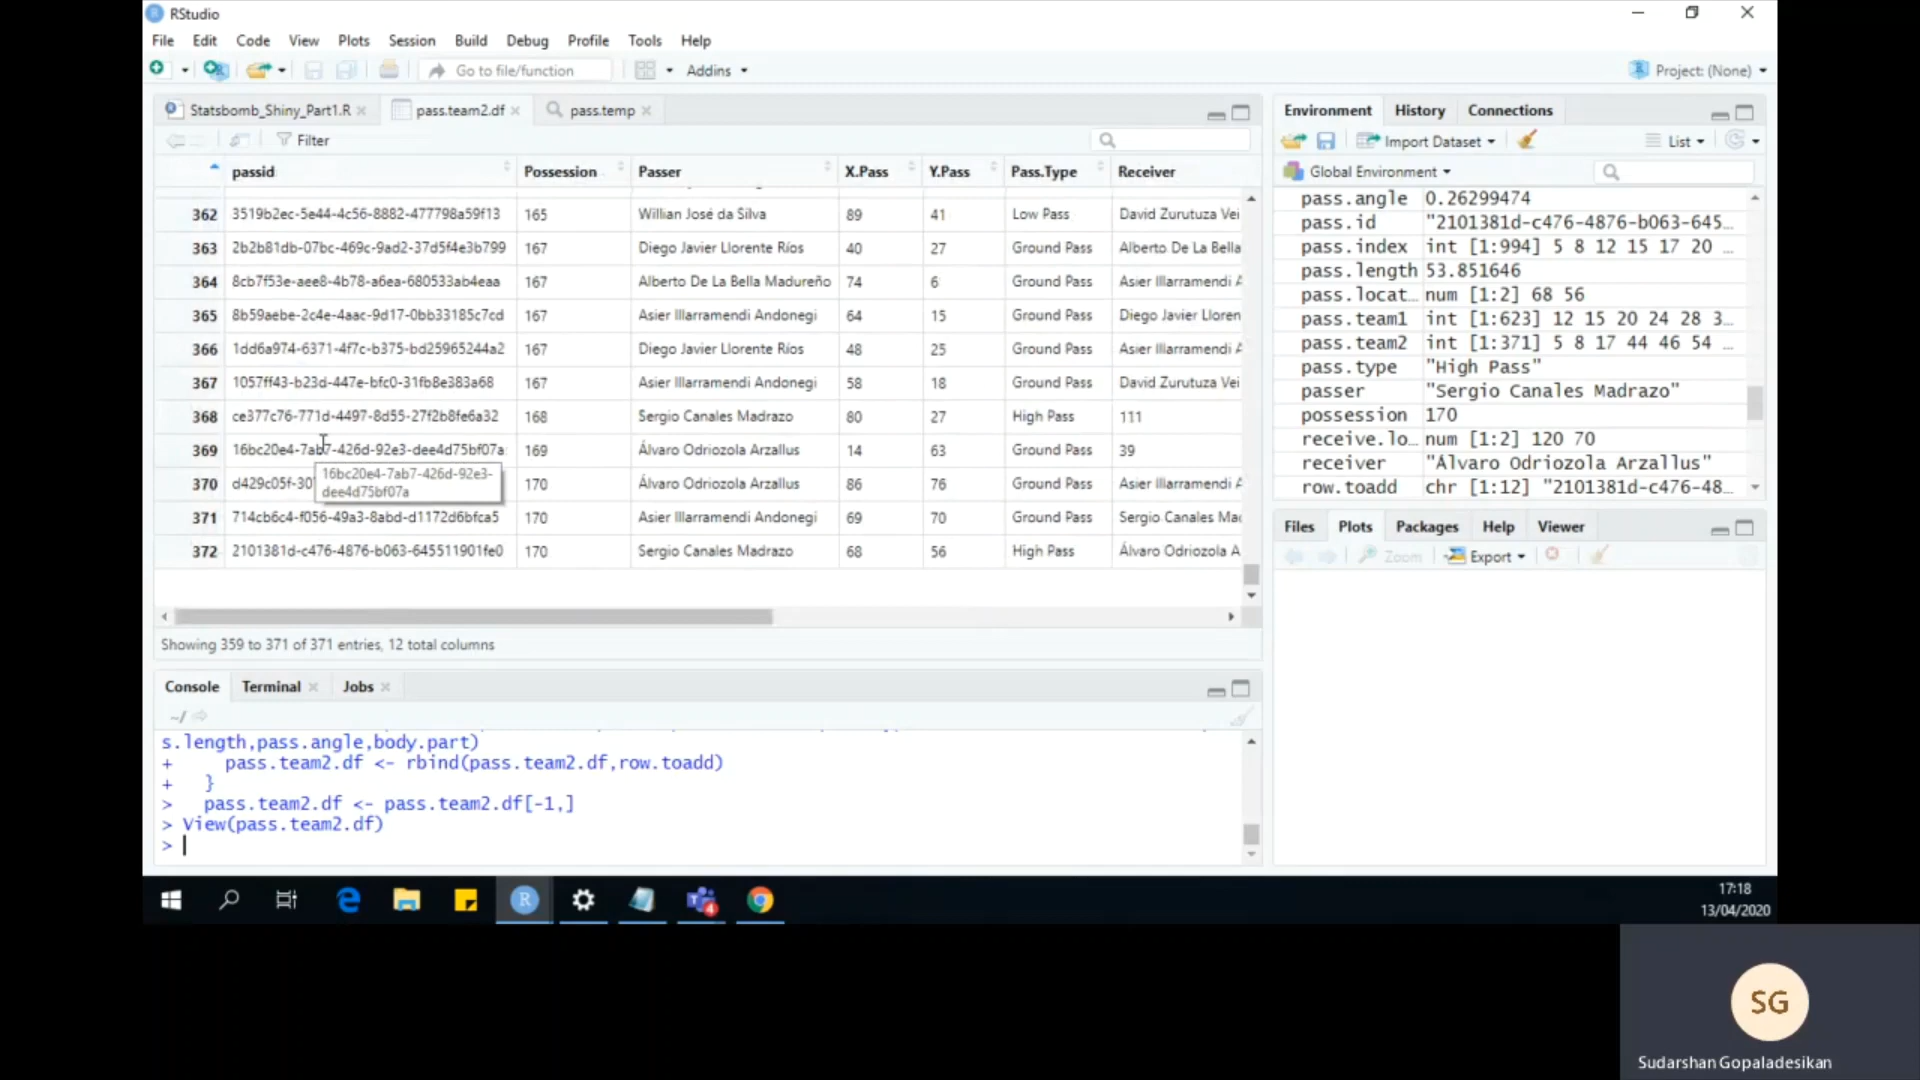 RStudio
File Edit Code View Plots Session Build Debug Profile Tools Help
Go to file/function Addins Project: (None)
Statsbomb_Shiny_Part1.R pass.team2.df pass.temp
Filter
passid Possession Passer X.Pass Y.Pass Pass.Type Receiver
362 3519b2ec-5e44-4c56-8882-477798a59f13 165 Willian José da Silva 89 41 Low Pass David Zurutuza Vei
363 2b2b81db-07bc-469c-9ad2-37d5f4e3b799 167 Diego Javier Llorente Ríos 40 27 Ground Pass Alberto De La Bella
364 8cb7f53e-aee8-4b78-a6ea-680533ab4eaa 167 Alberto De La Bella Madureño 74 6 Ground Pass Asier Illarramendi A
365 8b59aebe-2c4e-4aac-9d17-0bb33185c7cd 167 Asier Illarramendi Andonegi 64 15 Ground Pass Diego Javier Lloren
366 1dd6a974-6371-4f7c-b375-bd25965244a2 167 Diego Javier Llorente Ríos 48 25 Ground Pass Asier Illarramendi A
367 1057ff43-b23d-447e-bfc0-31fb8e383a68 167 Asier Illarramendi Andonegi 58 18 Ground Pass David Zurutuza Vei
368 ce377c76-771d-4497-8d55-27f2b8fe6a32 168 Sergio Canales Madrazo 80 27 High Pass 111
369 16bc20e4-7ab7-426d-92e3-dee4d75bf07a 169 Álvaro Odriozola Arzallus 14 63 Ground Pass 39
16bc20e4-7ab7-426d-92e3-
dee4d75bf07a
370 d429c05f-30 170 Álvaro Odriozola Arzallus 86 76 Ground Pass Asier Illarramendi A
371 714cb6c4-f056-49a3-8abd-d1172d6bfca5 170 Asier Illarramendi Andonegi 69 70 Ground Pass Sergio Canales Mad
372 2101381d-c476-4876-b063-645511901fe0 170 Sergio Canales Madrazo 68 56 High Pass Álvaro Odriozola A
Showing 359 to 371 of 371 entries, 12 total columns
Console Terminal Jobs
~/
s.length,pass.angle,body.part)
+ pass.team2.df <- rbind(pass.team2.df,row.toadd)
+ }
> pass.team2.df <- pass.team2.df[-1,]
> View(pass.team2.df)
>
Environment History Connections
Import Dataset List
Global Environment
pass.angle 0.26299474
pass.id "2101381d-c476-4876-b063-645…
pass.index int [1:994] 5 8 12 15 17 20 …
pass.length 53.851646
pass.locat… num [1:2] 68 56
pass.team1 int [1:623] 12 15 20 24 28 3…
pass.team2 int [1:371] 5 8 17 44 46 54 …
pass.type "High Pass"
passer "Sergio Canales Madrazo"
possession 170
receive.lo… num [1:2] 120 70
receiver "Álvaro Odriozola Arzallus"
row.toadd chr [1:12] "2101381d-c476-48…
Files Plots Packages Help Viewer
Zoom Export
17:18
13/04/2020
SG
Sudarshan Gopaladesikan